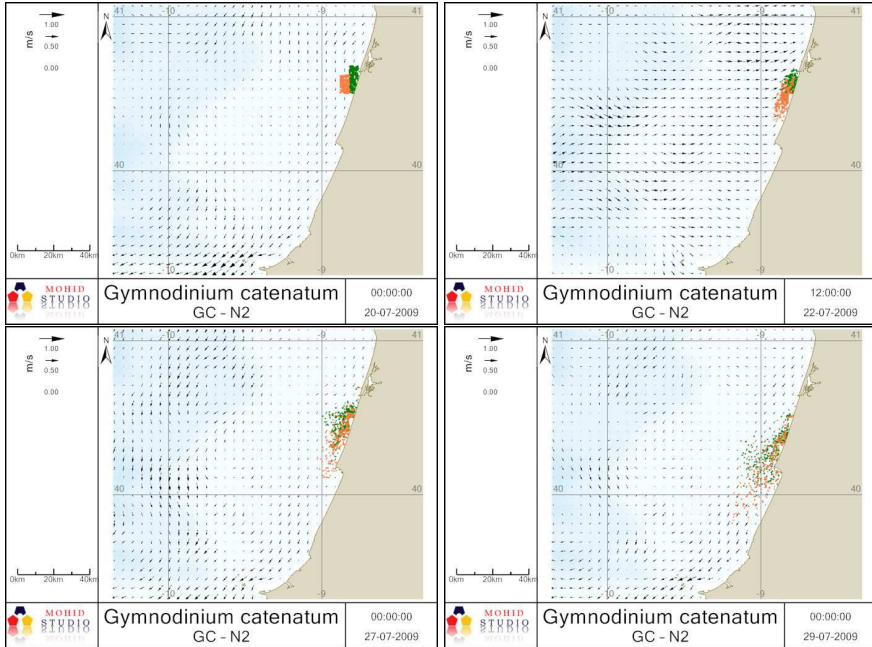 41 -10 -9 41
1.00
0.50
0.00
m/s
N
40 40
-10 -9
0km 20km 40km
MOHID
STUDIO
Gymnodinium catenatum
GC - N2
00:00:00
20-07-2009
41 -10 -9 41
1.00
0.50
0.00
m/s
N
40 40
-10 -9
0km 20km 40km
MOHID
STUDIO
Gymnodinium catenatum
GC - N2
12:00:00
22-07-2009
41 -10 -9 41
1.00
0.50
0.00
m/s
N
40 40
-10 -9
0km 20km 40km
MOHID
STUDIO
Gymnodinium catenatum
GC - N2
00:00:00
27-07-2009
41 -10 -9 41
1.00
0.50
0.00
m/s
N
40 40
-10 -9
0km 20km 40km
MOHID
STUDIO
Gymnodinium catenatum
GC - N2
00:00:00
29-07-2009